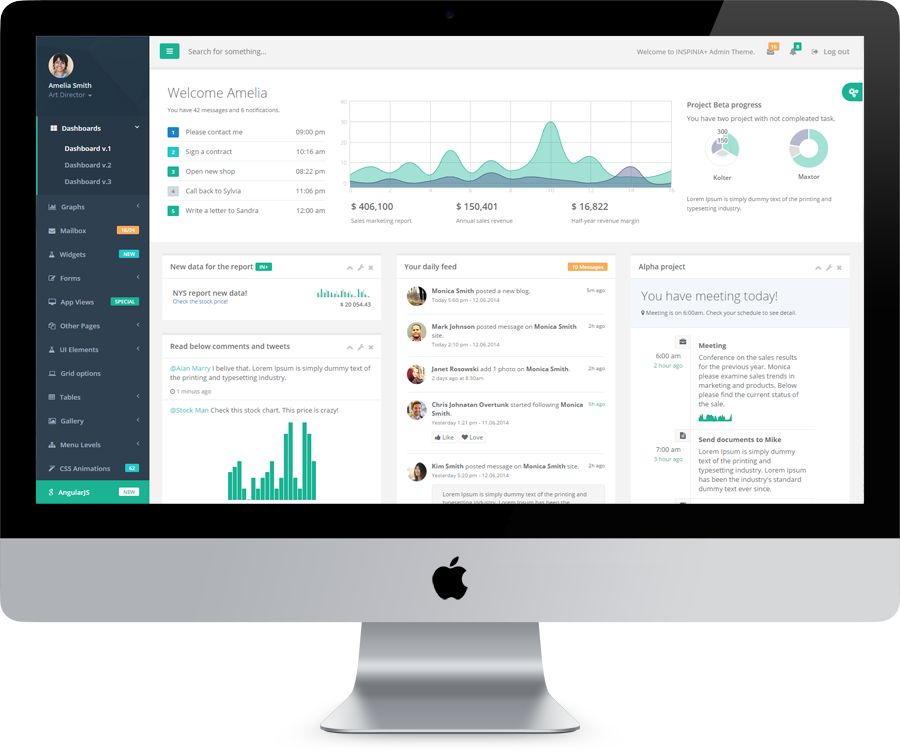 Amelia Smith
Art Director
Dashboards
Dashboard v.1
Dashboard v.2
Dashboard v.3
Graphs
Mailbox 16/24
Widgets NEW
Forms
App Views SPECIAL
Other Pages
UI Elements
Grid options
Tables
Gallery
Menu Levels
CSS Animations 62
AngularJS NEW
Search for something...
Welcome to INSPINIA+ Admin Theme.
16
8
Log out
Welcome Amelia
You have 42 messages and 6 notifications.
1 Please contact me 09:00 pm
2 Sign a contract 10:16 am
3 Open new shop 08:22 pm
4 Call back to Sylvia 11:06 pm
5 Write a letter to Sandra 12:00 am
40
30
20
10
0
0 2 4 6 8 10 12 14 16
$ 406,100
Sales marketing report
$ 150,401
Annual sales revenue
$ 16,822
Half-year revenue margin
Project Beta progress
You have two project with not compleated task.
300
150
Kolter
Maxtor
Lorem Ipsum is simply dummy text of the printing and
typesetting industry.
New data for the report IN+
NYS report new data!
Check the stock price!
$ 20 054.43
Read below comments and tweets
@Alan Marry I belive that. Lorem Ipsum is simply dummy text of
the printing and typesetting industry.
1 minuts ago
@Stock Man Check this stock chart. This price is crazy!
Your daily feed 10 Messages
Monica Smith posted a new blog. 5m ago
Today 5:60 pm - 12.06.2014
Mark Johnson posted message on Monica Smith 2h ago
site.
Today 2:10 pm - 12.06.2014
Janet Rosowski add 1 photo on Monica Smith. 2h ago
2 days ago at 8:30am
Chris Johnatan Overtunk started following Monica 5h ago
Smith.
Yesterday 1:21 pm - 11.06.2014
Like Love
Kim Smith posted message on Monica Smith site. 2h ago
Yesterday 5:20 pm - 12.06.2014
Lorem Ipsum is simply dummy text of the printing and
typesetting industry. Lorem Ipsum has been the
Alpha project
You have meeting today!
Meeting is on 6:00am. Check your schedule to see detail.
6:00 am
2 hour ago
Meeting
Conference on the sales results
for the previous year. Monica
please examine sales trends in
marketing and products. Below
please find the current status of
the sale.
7:00 am
3 hour ago
Send documents to Mike
Lorem Ipsum is simply dummy
text of the printing and
typesetting industry. Lorem Ipsum
has been the industry's standard
dummy text ever since.